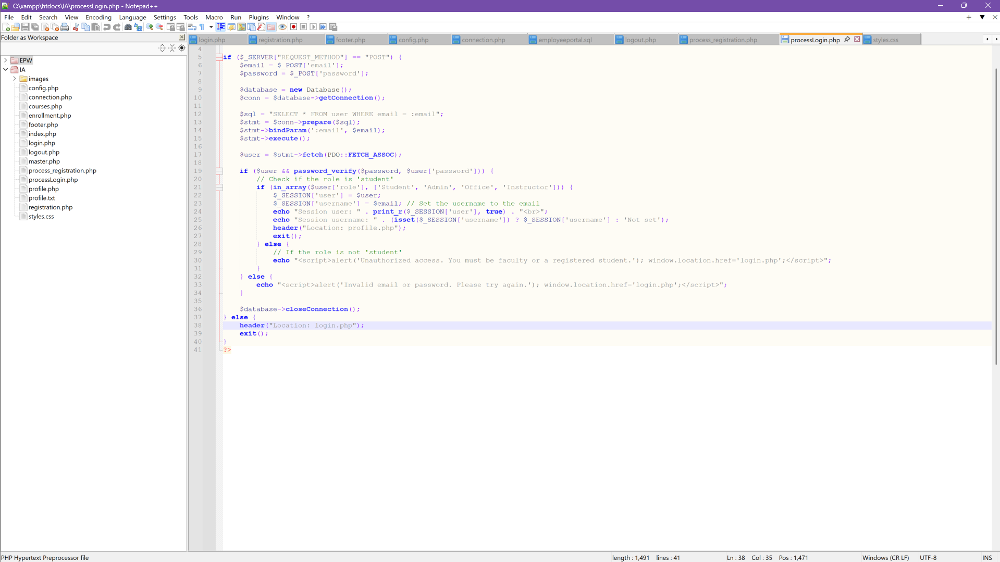 C:\xampp\htdocs\IA\processLogin.php - Notepad++
File Edit Search View Encoding Language Settings Tools Macro Run Plugins Window ?
Folder as Workspace
EPW
IA
images
config.php
connection.php
courses.php
enrollment.php
footer.php
index.php
login.php
logout.php
master.php
process_registration.php
processLogin.php
profile.php
profile.txt
registration.php
styles.css
login.php registration.php footer.php config.php connection.php employeeportal.sql logout.php process_registration.php processLogin.php styles.css
4
5 if ($_SERVER["REQUEST_METHOD"] == "POST") {
6 $email = $_POST['email'];
7 $password = $_POST['password'];
8
9 $database = new Database();
10 $conn = $database->getConnection();
11
12 $sql = "SELECT * FROM user WHERE email = :email";
13 $stmt = $conn->prepare($sql);
14 $stmt->bindParam(':email', $email);
15 $stmt->execute();
16
17 $user = $stmt->fetch(PDO::FETCH_ASSOC);
18
19 if ($user && password_verify($password, $user['password'])) {
20 // Check if the role is 'student'
21 if (in_array($user['role'], ['Student', 'Admin', 'Office', 'Instructor'])) {
22 $_SESSION['user'] = $user;
23 $_SESSION['username'] = $email; // Set the username to the email
24 echo "Session user: " . print_r($_SESSION['user'], true) . "<br>";
25 echo "Session username: " . (isset($_SESSION['username']) ? $_SESSION['username'] : 'Not set');
26 header("Location: profile.php");
27 exit();
28 } else {
29 // If the role is not 'student'
30 echo "<script>alert('Unauthorized access. You must be faculty or a registered student.'); window.location.href='login.php';</script>";
31 }
32 } else {
33 echo "<script>alert('Invalid email or password. Please try again.'); window.location.href='login.php';</script>";
34 }
35
36 $database->closeConnection();
37 } else {
38 header("Location: login.php");
39 exit();
40 }
41 ?>
PHP Hypertext Preprocessor file length : 1,491 lines : 41 Ln : 38 Col : 35 Pos : 1,471 Windows (CR LF) UTF-8 INS